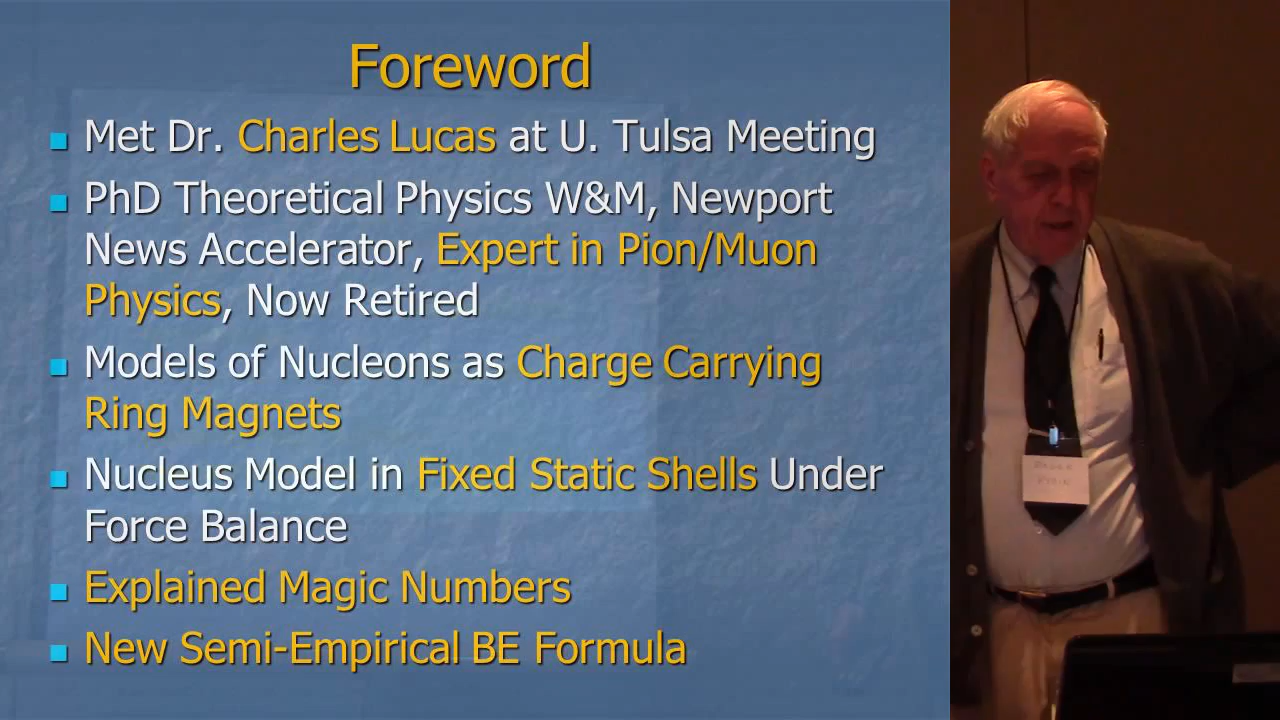 Foreword
Met Dr. Charles Lucas at U. Tulsa Meeting
PhD Theoretical Physics W&M, Newport
News Accelerator, Expert in Pion/Muon
Physics, Now Retired
Models of Nucleons as Charge Carrying
Ring Magnets
Nucleus Model in Fixed Static Shells Under
Force Balance
Explained Magic Numbers
New Semi-Empirical BE Formula